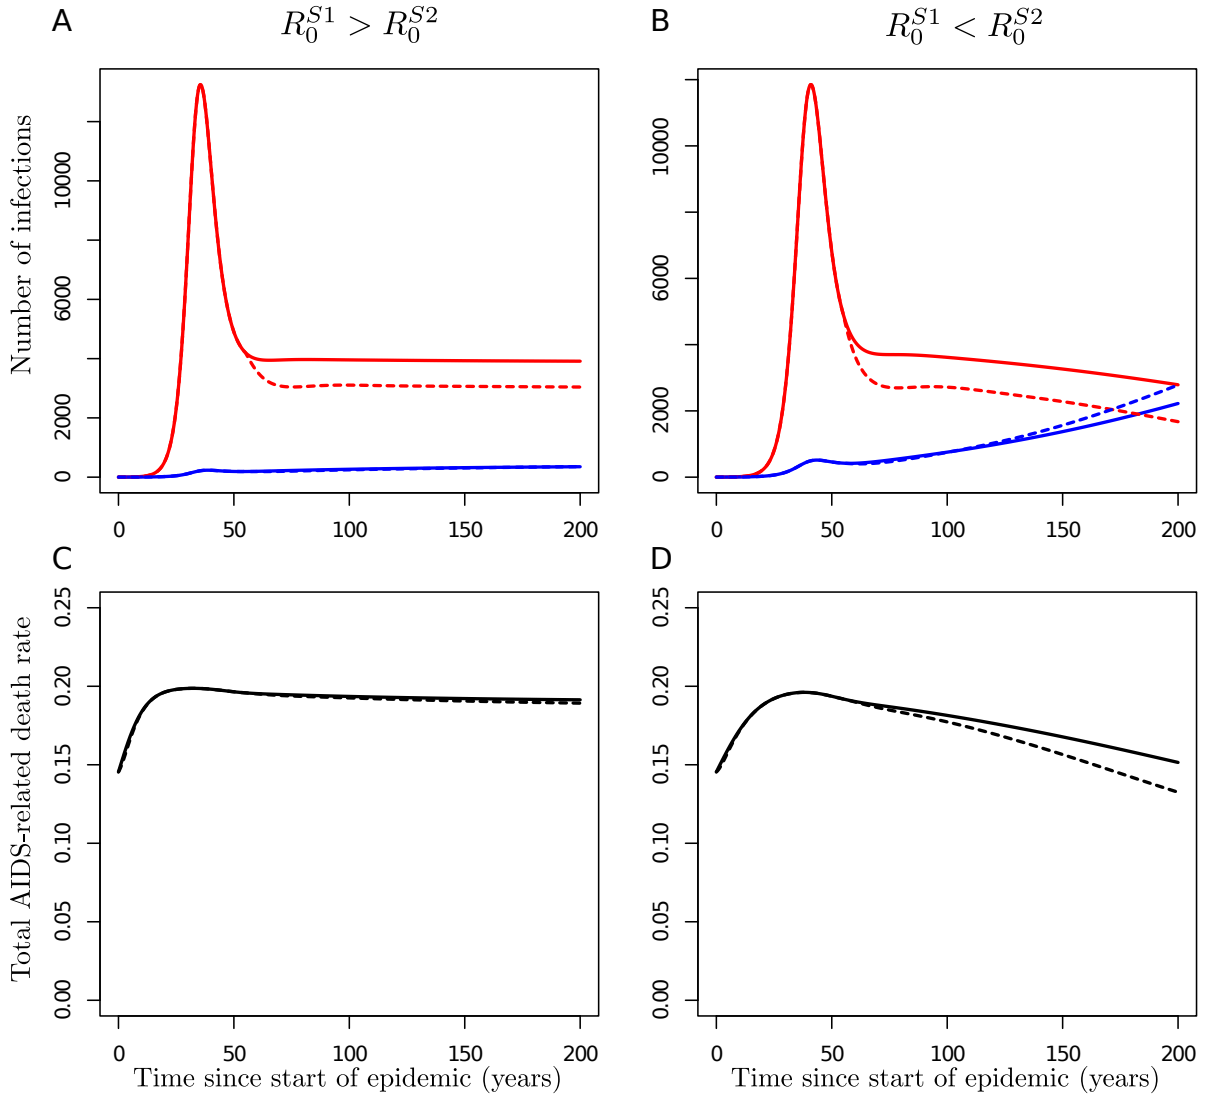 A
R₀^{S1} > R₀^{S2}
B
R₀^{S1} < R₀^{S2}
Number of infections
0 2000 6000 10000
0 2000 6000 10000
0 50 100 150 200
0 50 100 150 200
C
D
Total AIDS-related death rate
0.00 0.05 0.10 0.15 0.20 0.25
0.00 0.05 0.10 0.15 0.20 0.25
0 50 100 150 200
0 50 100 150 200
Time since start of epidemic (years)
Time since start of epidemic (years)